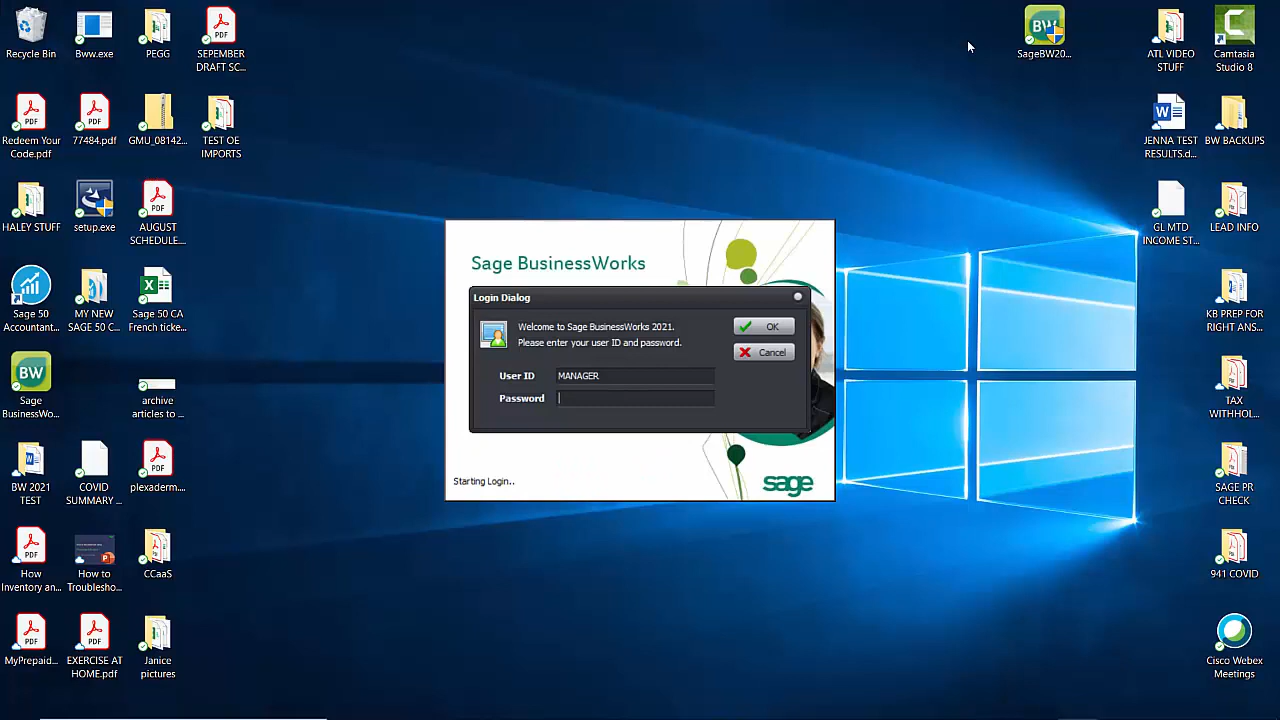 Recycle Bin
Bww.exe
PEGG
SEPEMBER
DRAFT SC...
Redeem Your
Code.pdf
77484.pdf
GMU_08142...
TEST OE
IMPORTS
HALEY STUFF
setup.exe
AUGUST
SCHEDULE...
Sage 50
Accountan...
MY NEW
SAGE 50 C...
Sage 50 CA
French ticke...
BW
Sage
BusinessWo...
archive
articles to ...
BW 2021
TEST
COVID
SUMMARY ...
plexaderm....
How
Inventory an...
How to
Troublesho...
CCaaS
MyPrepaid...
EXERCISE AT
HOME.pdf
Janice
pictures
Sage BusinessWorks
Login Dialog
Welcome to Sage BusinessWorks 2021.
Please enter your user ID and password.
OK
Cancel
User ID
MANAGER
Password
Starting Login..
sage
BW
SageBW20...
ATL VIDEO
STUFF
Camtasia
Studio 8
JENNA TEST
RESULTS.d...
BW BACKUPS
GL MTD
INCOME ST...
LEAD INFO
KB PREP FOR
RIGHT ANS...
TAX
WITHHOL...
SAGE PR
CHECK
941 COVID
Cisco Webex
Meetings